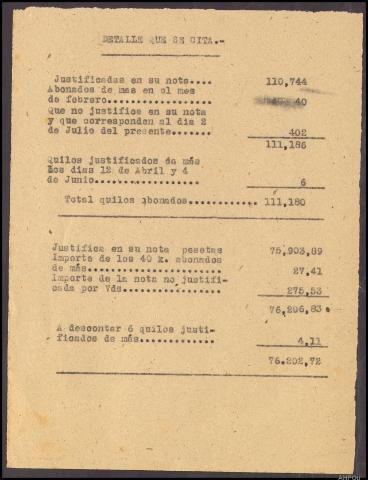 DETALLE QUE SE CITA.-
Justificadas en su nota.... 110,744
Abonados de mas en el mes
de febrero................. 40
Que no justifica en su nota
y que corresponden al dia 2
de Julio del presente....... 402
111,186
Quilos justificados de más
Los dias 12 de Abril y 4
de Junio.................... 6
Total quilos abonados............ 111,180
Justifica en su nota pesetas 75,903,89
Importe de los 40 k. abonados
de más...................... 27,41
Importe de la nota no justifi-
cada por Vds................ 275,53
76,206,83
A descontar 6 quilos justi-
ficados de más.............. 4,11
76.202,72